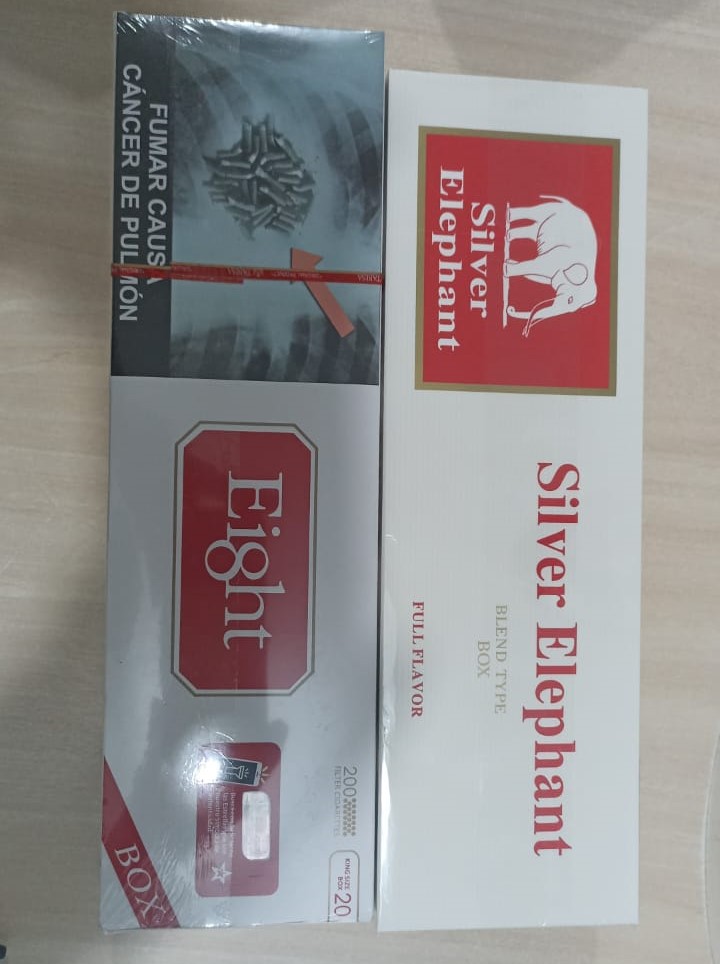 FUMAR CAUSA
CÁNCER DE PULMÓN
Eight
200
FILTER CIGARETTES
KING SIZE
BOX
20
BOX
Silver
Elephant
Silver Elephant
BLEND TYPE
BOX
FULL FLAVOR